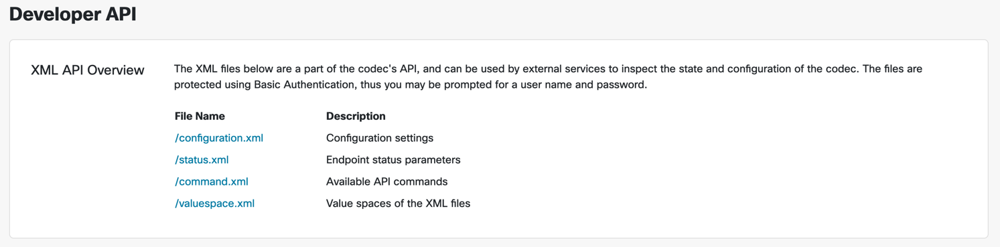 Developer API
XML API Overview
The XML files below are a part of the codec's API, and can be used by external services to inspect the state and configuration of the codec. The files are
protected using Basic Authentication, thus you may be prompted for a user name and password.
File Name Description
/configuration.xml Configuration settings
/status.xml Endpoint status parameters
/command.xml Available API commands
/valuespace.xml Value spaces of the XML files